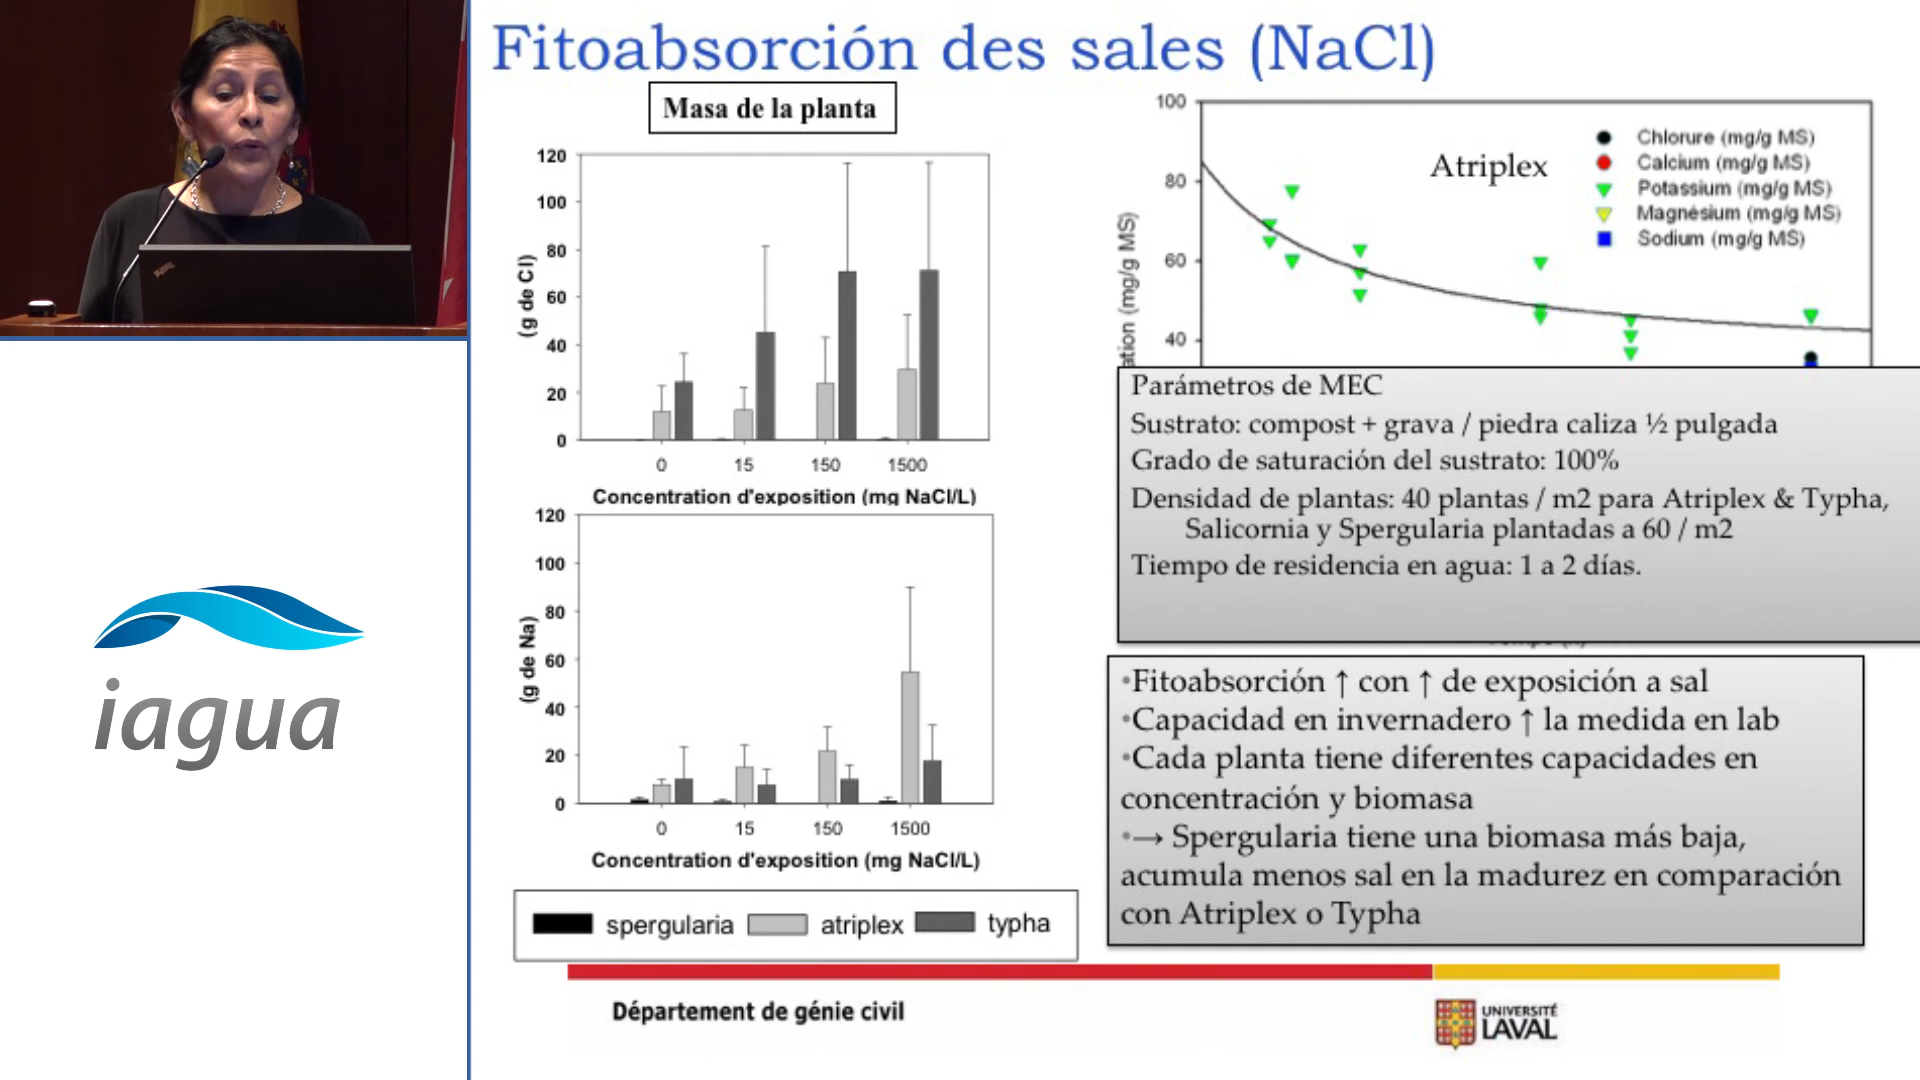 Fitoabsorción des sales (NaCl)
Masa de la planta
120
100
80
60
40
20
0
(g de Cl)
0 15 150 1500
Concentration d'exposition (mg NaCl/L)
120
100
80
60
40
20
0
(g de Na)
0 15 150 1500
Concentration d'exposition (mg NaCl/L)
spergularia atriplex typha
100
80
60
40
(mg/g MS)
Atriplex
Chlorure (mg/g MS)
Calcium (mg/g MS)
Potassium (mg/g MS)
Magnésium (mg/g MS)
Sodium (mg/g MS)
Parámetros de MEC
Sustrato: compost + grava / piedra caliza ½ pulgada
Grado de saturación del sustrato: 100%
Densidad de plantas: 40 plantas / m2 para Atriplex & Typha,
Salicornia y Spergularia plantadas a 60 / m2
Tiempo de residencia en agua: 1 a 2 días.
•Fitoabsorción ↑ con ↑ de exposición a sal
•Capacidad en invernadero ↑ la medida en lab
•Cada planta tiene diferentes capacidades en
concentración y biomasa
•→ Spergularia tiene una biomasa más baja,
acumula menos sal en la madurez en comparación
con Atriplex o Typha
iagua
Département de génie civil
UNIVERSITÉ
LAVAL